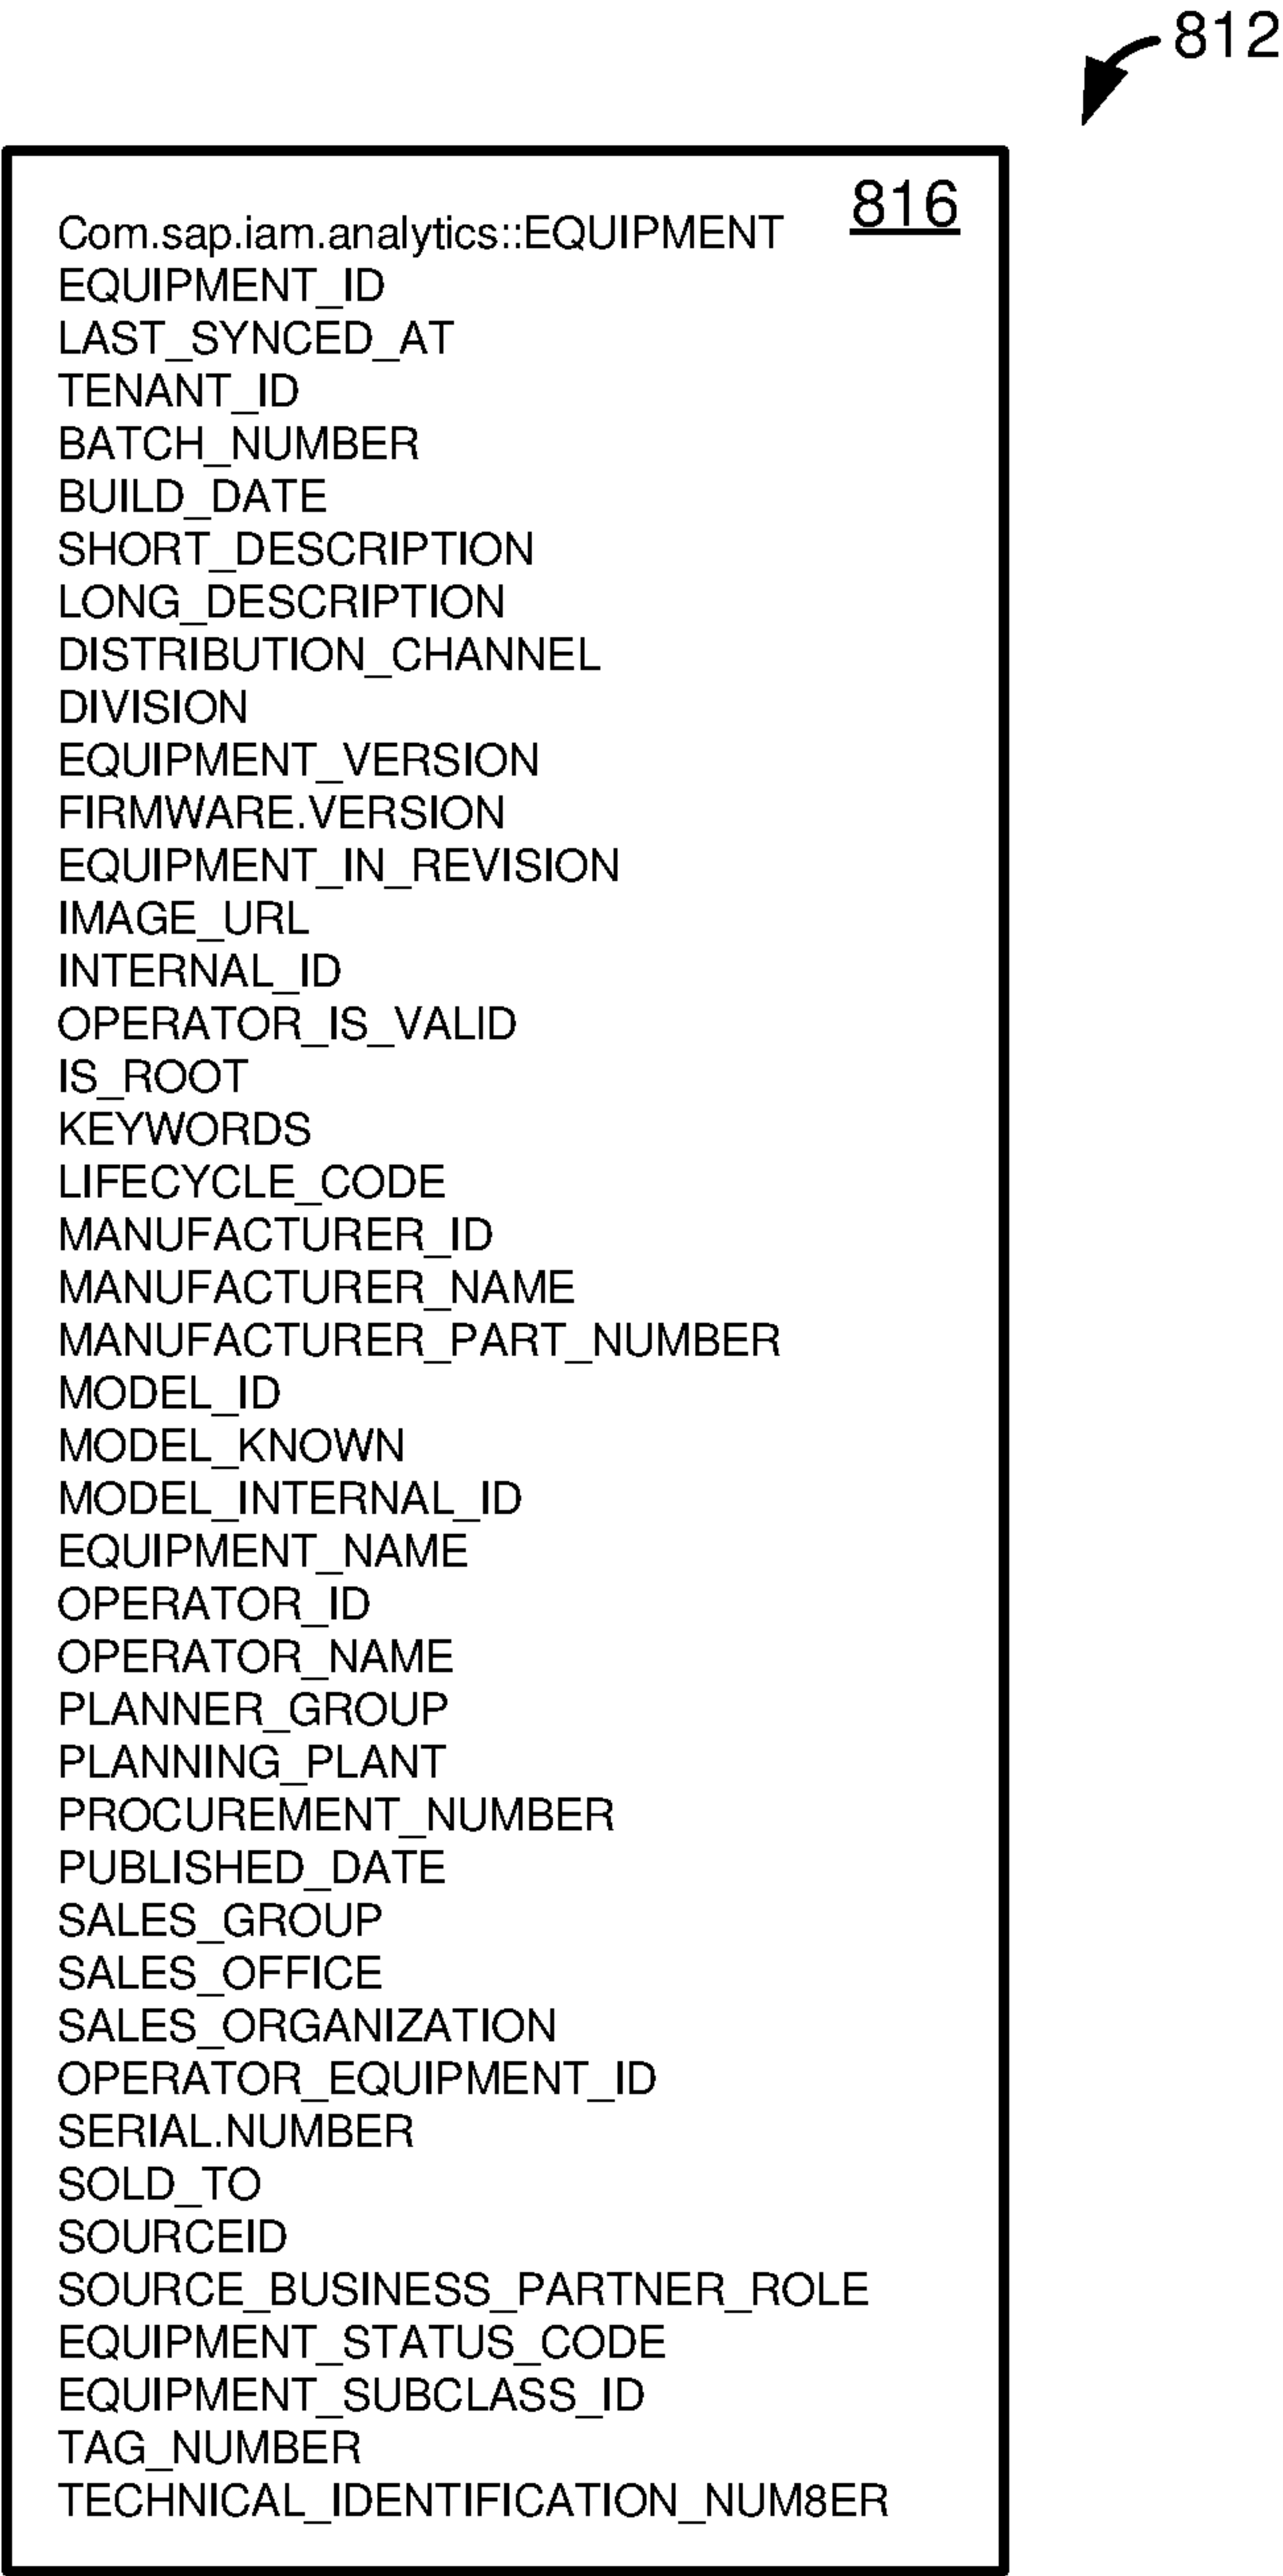 812
816
Com.sap.iam.analytics::EQUIPMENT
EQUIPMENT_ID
LAST_SYNCED_AT
TENANT_ID
BATCH_NUMBER
BUILD_DATE
SHORT_DESCRIPTION
LONG_DESCRIPTION
DISTRIBUTION_CHANNEL
DIVISION
EQUIPMENT_VERSION
FIRMWARE.VERSION
EQUIPMENT_IN_REVISION
IMAGE_URL
INTERNAL_ID
OPERATOR_IS_VALID
IS_ROOT
KEYWORDS
LIFECYCLE_CODE
MANUFACTURER_ID
MANUFACTURER_NAME
MANUFACTURER_PART_NUMBER
MODEL_ID
MODEL_KNOWN
MODEL_INTERNAL_ID
EQUIPMENT_NAME
OPERATOR_ID
OPERATOR_NAME
PLANNER_GROUP
PLANNING_PLANT
PROCUREMENT_NUMBER
PUBLISHED_DATE
SALES_GROUP
SALES_OFFICE
SALES_ORGANIZATION
OPERATOR_EQUIPMENT_ID
SERIAL.NUMBER
SOLD_TO
SOURCEID
SOURCE_BUSINESS_PARTNER_ROLE
EQUIPMENT_STATUS_CODE
EQUIPMENT_SUBCLASS_ID
TAG_NUMBER
TECHNICAL_IDENTIFICATION_NUM8ER